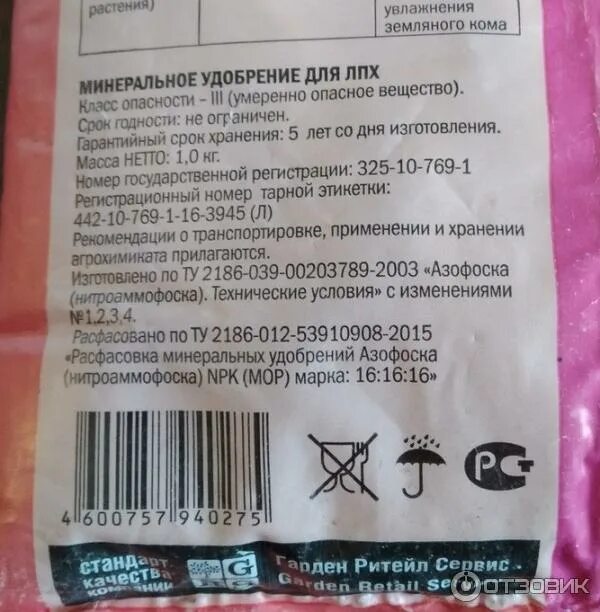 растения)
увлажнения
земляного кома
МИНЕРАЛЬНОЕ УДОБРЕНИЕ ДЛЯ ЛПХ
Класс опасности – III (умеренно опасное вещество).
Срок годности: не ограничен.
Гарантийный срок хранения: 5 лет со дня изготовления.
Масса НЕТТО: 1,0 кг.
Номер государственной регистрации: 325-10-769-1
Регистрационный номер тарной этикетки:
442-10-769-1-16-3945 (Л)
Рекомендации о транспортировке, применении и хранении
агрохимиката прилагаются.
Изготовлено по ТУ 2186-039-00203789-2003 «Азофоска
(нитроаммофоска). Технические условия» с изменениями
№1,2,3,4.
Расфасовано по ТУ 2186-012-53910908-2015
«Расфасовка минеральных удобрений Азофоска
(нитроаммофоска) NPK (МОР) марка: 16:16:16»
4 600757 940275
стандарт
качества
компании
Гарден Ритейл Сервис
Garden Retail Service
РСТ
ОТЗОВИК